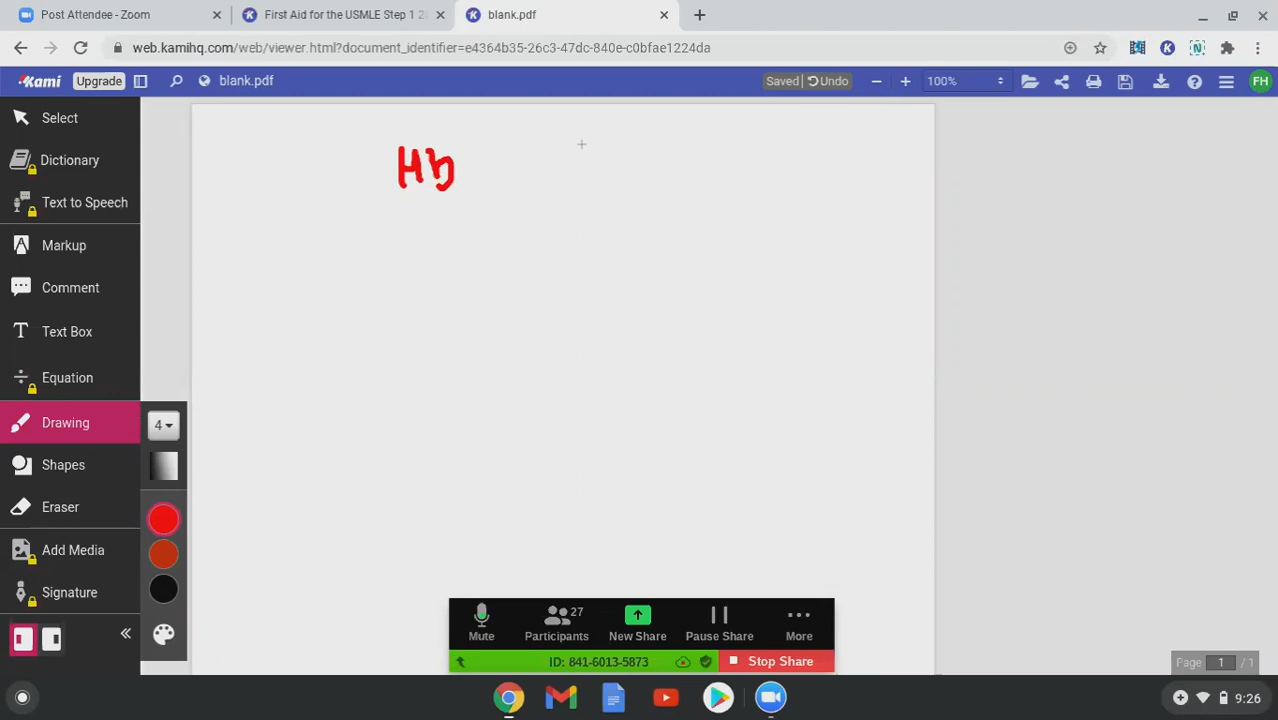 Post Attendee - Zoom
First Aid for the USMLE Step 1 2
blank.pdf
web.kamihq.com/web/viewer.html?document_identifier=e4364b35-26c3-47dc-840e-c0bfae1224da
Kami
Upgrade
blank.pdf
Saved
Undo
100%
FH
Select
Dictionary
Text to Speech
Markup
Comment
Text Box
Equation
Drawing
Shapes
Eraser
Add Media
Signature
4
Hb
27
Mute
Participants
New Share
Pause Share
More
ID: 841-6013-5873
Stop Share
Page 1 / 1
9:26